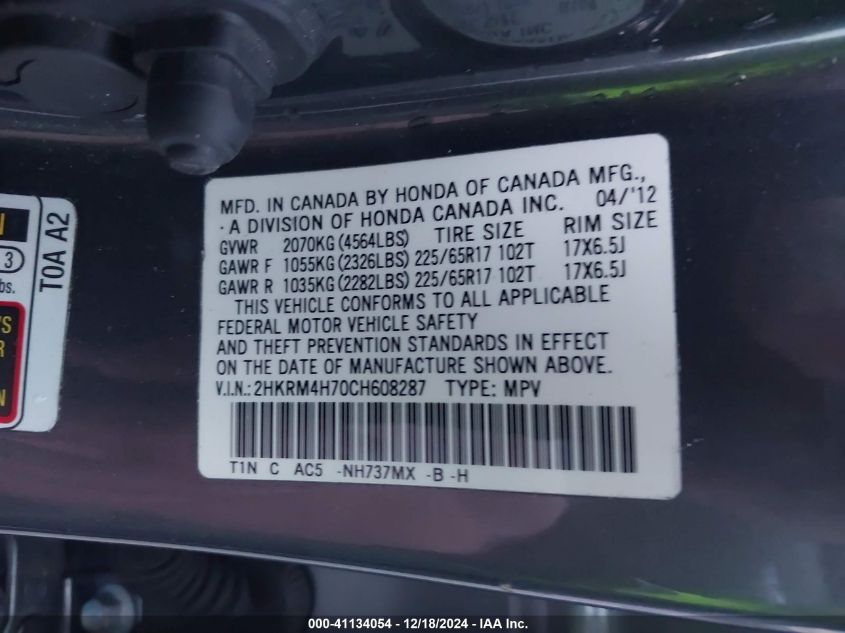 MFD. IN CANADA BY HONDA OF CANADA MFG.,
· A DIVISION OF HONDA CANADA INC. 04/'12
GVWR 2070KG(4564LBS) TIRE SIZE RIM SIZE
GAWR F 1055KG(2326LBS) 225/65R17 102T 17X6.5J
GAWR R 1035KG(2282LBS) 225/65R17 102T 17X6.5J
THIS VEHICLE CONFORMS TO ALL APPLICABLE
FEDERAL MOTOR VEHICLE SAFETY
AND THEFT PREVENTION STANDARDS IN EFFECT
ON THE DATE OF MANUFACTURE SHOWN ABOVE.
V.I.N.: 2HKRM4H70CH608287 TYPE: MPV
T1N C AC5 -NH737MX -B -H
T0A A2
3
000-41134054 - 12/18/2024 - IAA Inc.